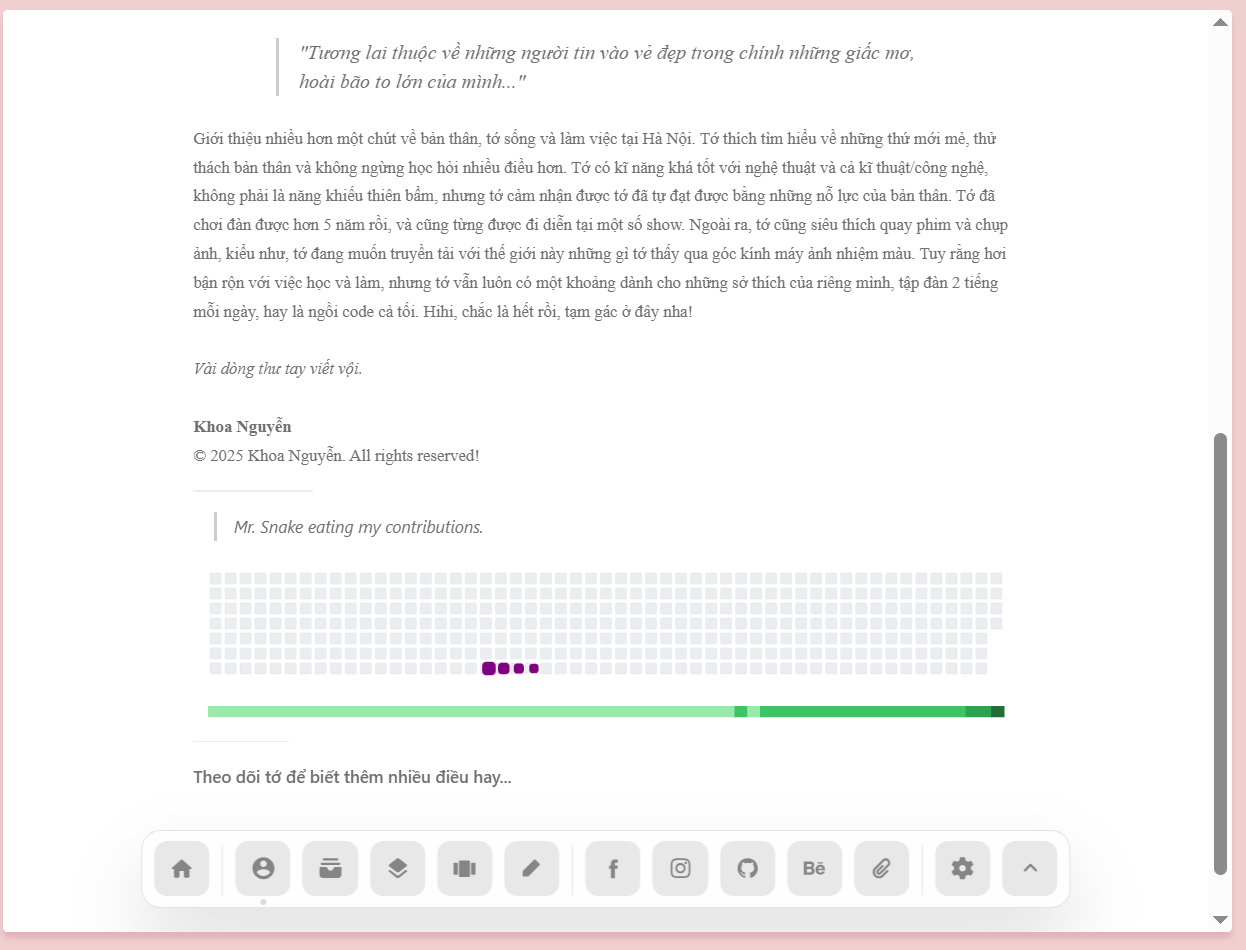 "Tương lai thuộc về những người tin vào vẻ đẹp trong chính những giấc mơ,
hoài bão to lớn của mình..."
Giới thiệu nhiều hơn một chút về bản thân, tớ sống và làm việc tại Hà Nội. Tớ thích tìm hiểu về những thứ mới mẻ, thử
thách bản thân và không ngừng học hỏi nhiều điều hơn. Tớ có kĩ năng khá tốt với nghệ thuật và cả kĩ thuật/công nghệ,
không phải là năng khiếu thiên bẩm, nhưng tớ cảm nhận được tớ đã tự đạt được bằng những nỗ lực của bản thân. Tớ đã
chơi đàn được hơn 5 năm rồi, và cũng từng được đi diễn tại một số show. Ngoài ra, tớ cũng siêu thích quay phim và chụp
ảnh, kiểu như, tớ đang muốn truyền tải với thế giới này những gì tớ thấy qua góc kính máy ảnh nhiệm màu. Tuy rằng hơi
bận rộn với việc học và làm, nhưng tớ vẫn luôn có một khoảng dành cho những sở thích của riêng mình, tập đàn 2 tiếng
mỗi ngày, hay là ngồi code cả tối. Hihi, chắc là hết rồi, tạm gác ở đây nha!
Vài dòng thư tay viết vội.
Khoa Nguyễn
© 2025 Khoa Nguyễn. All rights reserved!
Mr. Snake eating my contributions.
Theo dõi tớ để biết thêm nhiều điều hay...
Bē